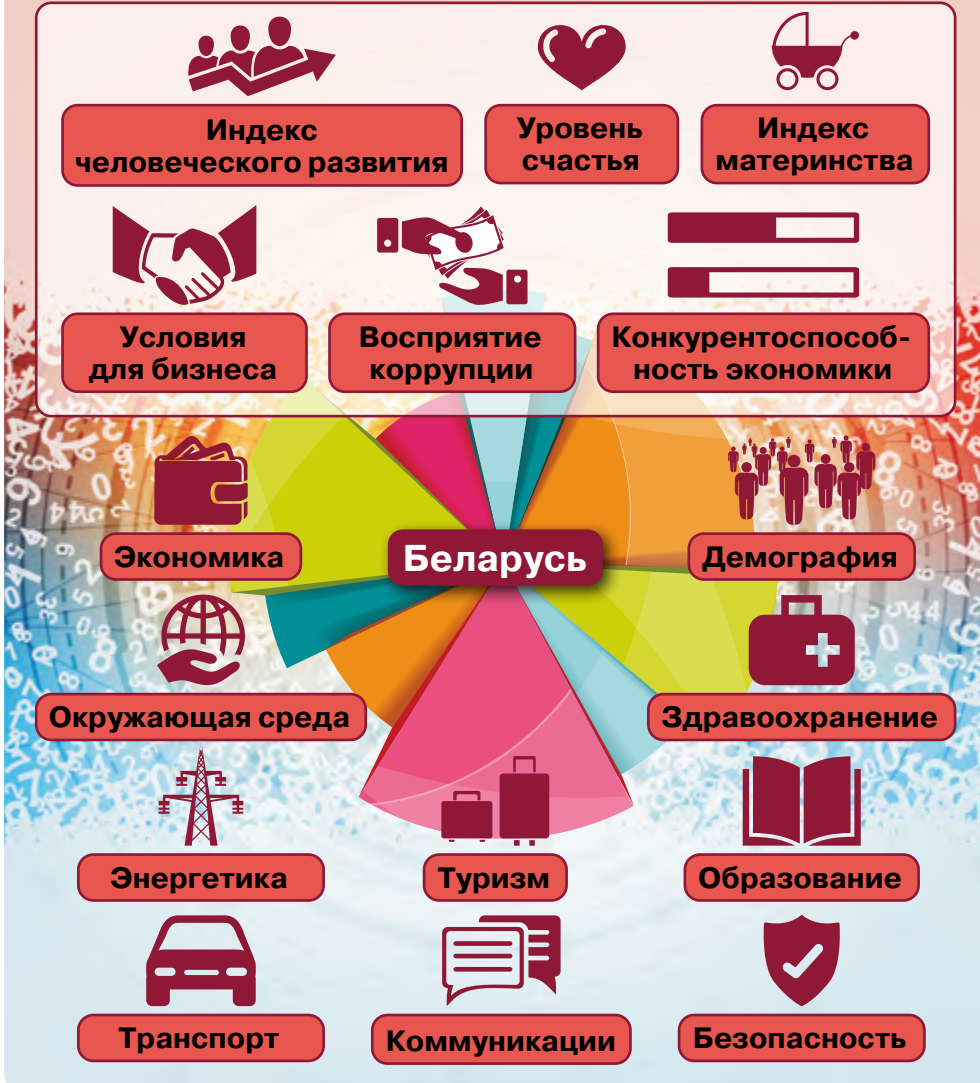 Индекс
человеческого развития
Уровень
счастья
Индекс
материнства
Условия
для бизнеса
Восприятие
коррупции
Конкурентоспособ-
ность экономики
Экономика
Беларусь
Демография
Окружающая среда
Здравоохранение
Энергетика
Туризм
Образование
Транспорт
Коммуникации
Безопасность